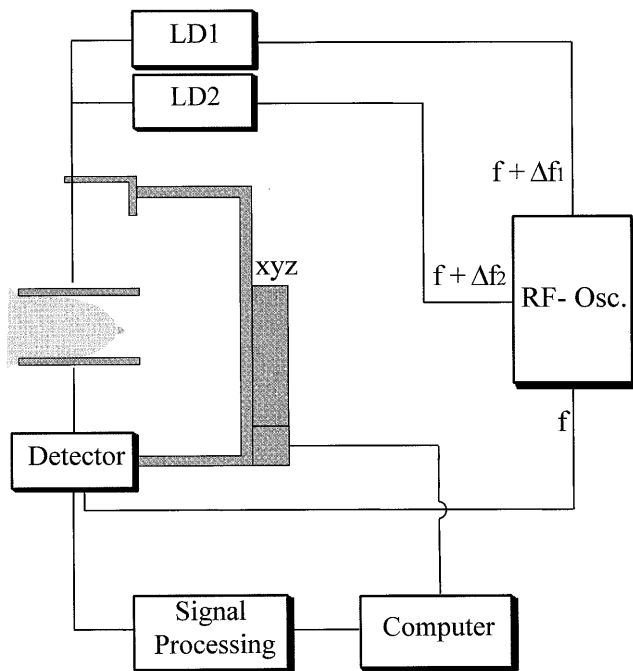 LD1
LD2
f + Δf1
xyz
f + Δf2
RF- Osc.
f
Detector
Signal
Processing
Computer